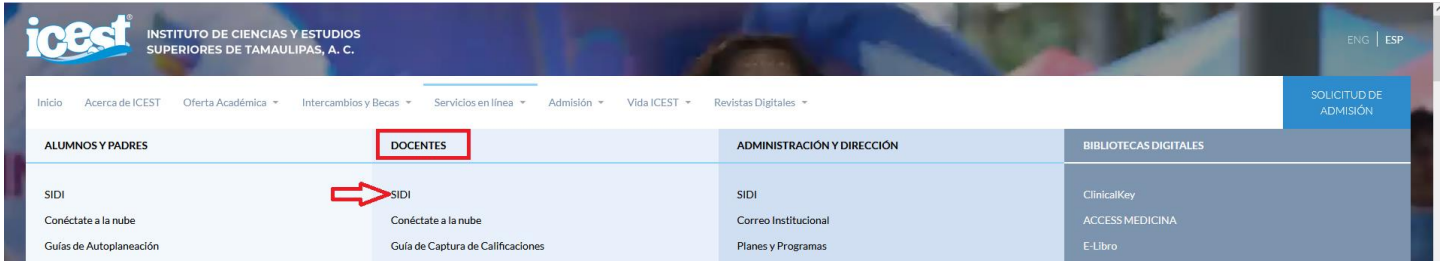 icest®
INSTITUTO DE CIENCIAS Y ESTUDIOS
SUPERIORES DE TAMAULIPAS, A. C.
ENG | ESP
Inicio Acerca de ICEST Oferta Académica Intercambios y Becas Servicios en línea Admisión Vida ICEST Revistas Digitales
SOLICITUD DE
ADMISIÓN
ALUMNOS Y PADRES
SIDI
Conéctate a la nube
Guías de Autoplaneación
DOCENTES
SIDI
Conéctate a la nube
Guía de Captura de Calificaciones
ADMINISTRACIÓN Y DIRECCIÓN
SIDI
Correo Institucional
Planes y Programas
BIBLIOTECAS DIGITALES
ClinicalKey
ACCESS MEDICINA
E-Libro